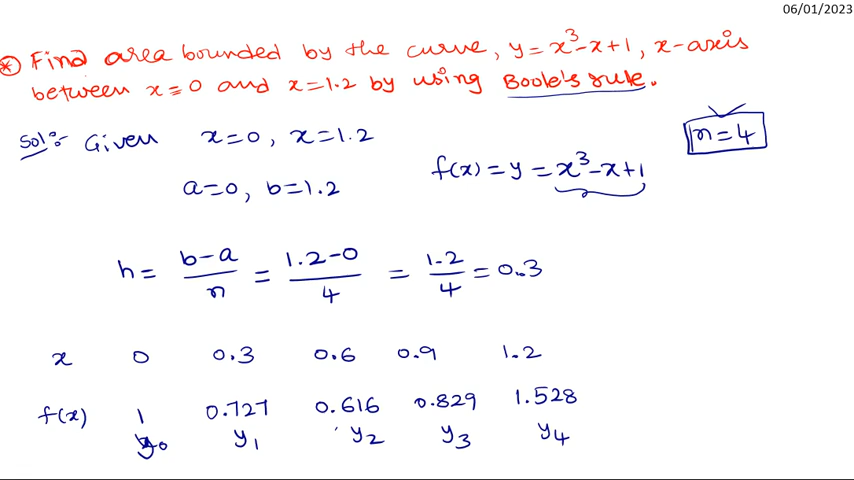 06/01/2023
* Find area bounded by the curve, y = x³-x+1, x-axis
between x=0 and x=1.2 by using Boole's rule.
Sol:- Given x=0, x=1.2
n=4
f(x) = y = x³-x+1
a=0, b=1.2
h = (b-a)/n = (1.2-0)/4 = 1.2/4 = 0.3
x 0 0.3 0.6 0.9 1.2
f(x) 1 0.727 0.616 0.829 1.528
y₀ y₁ y₂ y₃ y₄